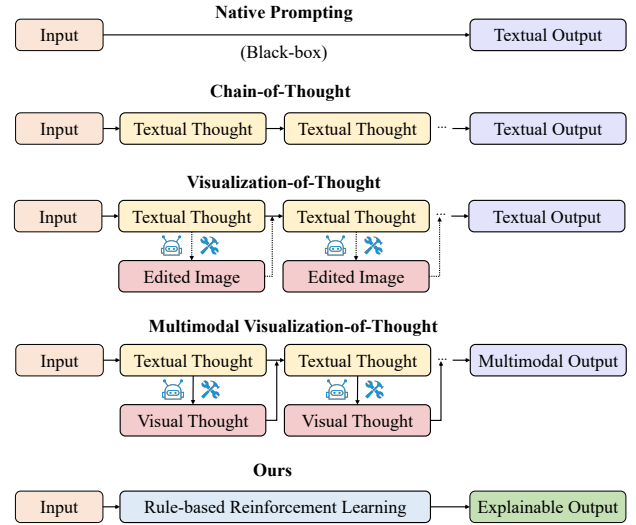 Native Prompting
Input
(Black-box)
Textual Output
Chain-of-Thought
Input
Textual Thought
Textual Thought
...
Textual Output
Visualization-of-Thought
Input
Textual Thought
Textual Thought
...
Textual Output
Edited Image
Edited Image
Multimodal Visualization-of-Thought
Input
Textual Thought
Textual Thought
...
Multimodal Output
Visual Thought
Visual Thought
Ours
Input
Rule-based Reinforcement Learning
Explainable Output